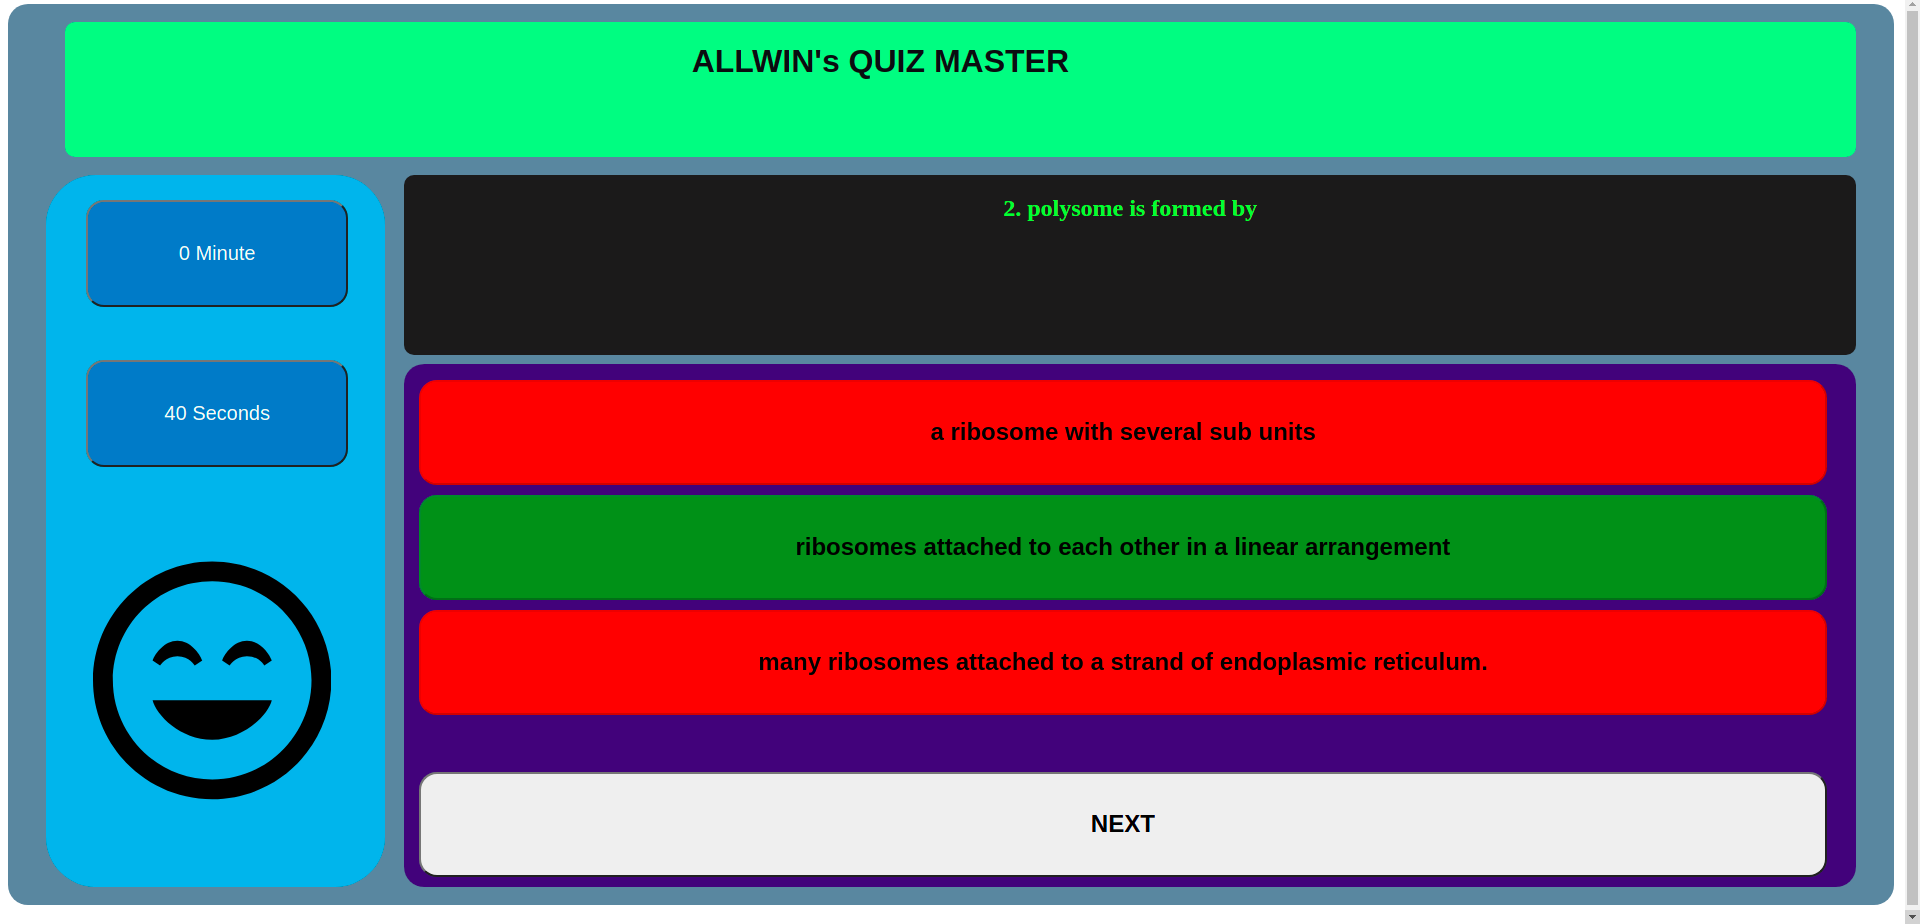 ALLWIN's QUIZ MASTER
0 Minute
40 Seconds
2. polysome is formed by
a ribosome with several sub units
ribosomes attached to each other in a linear arrangement
many ribosomes attached to a strand of endoplasmic reticulum.
NEXT